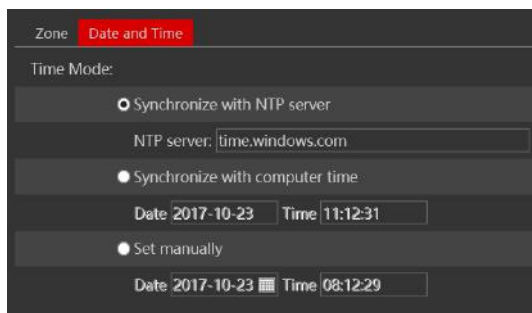 Zone Date and Time
Time Mode:
Synchronize with NTP server
NTP server: time.windows.com
Synchronize with computer time
Date 2017-10-23 Time 11:12:31
Set manually
Date 2017-10-23 Time 08:12:29